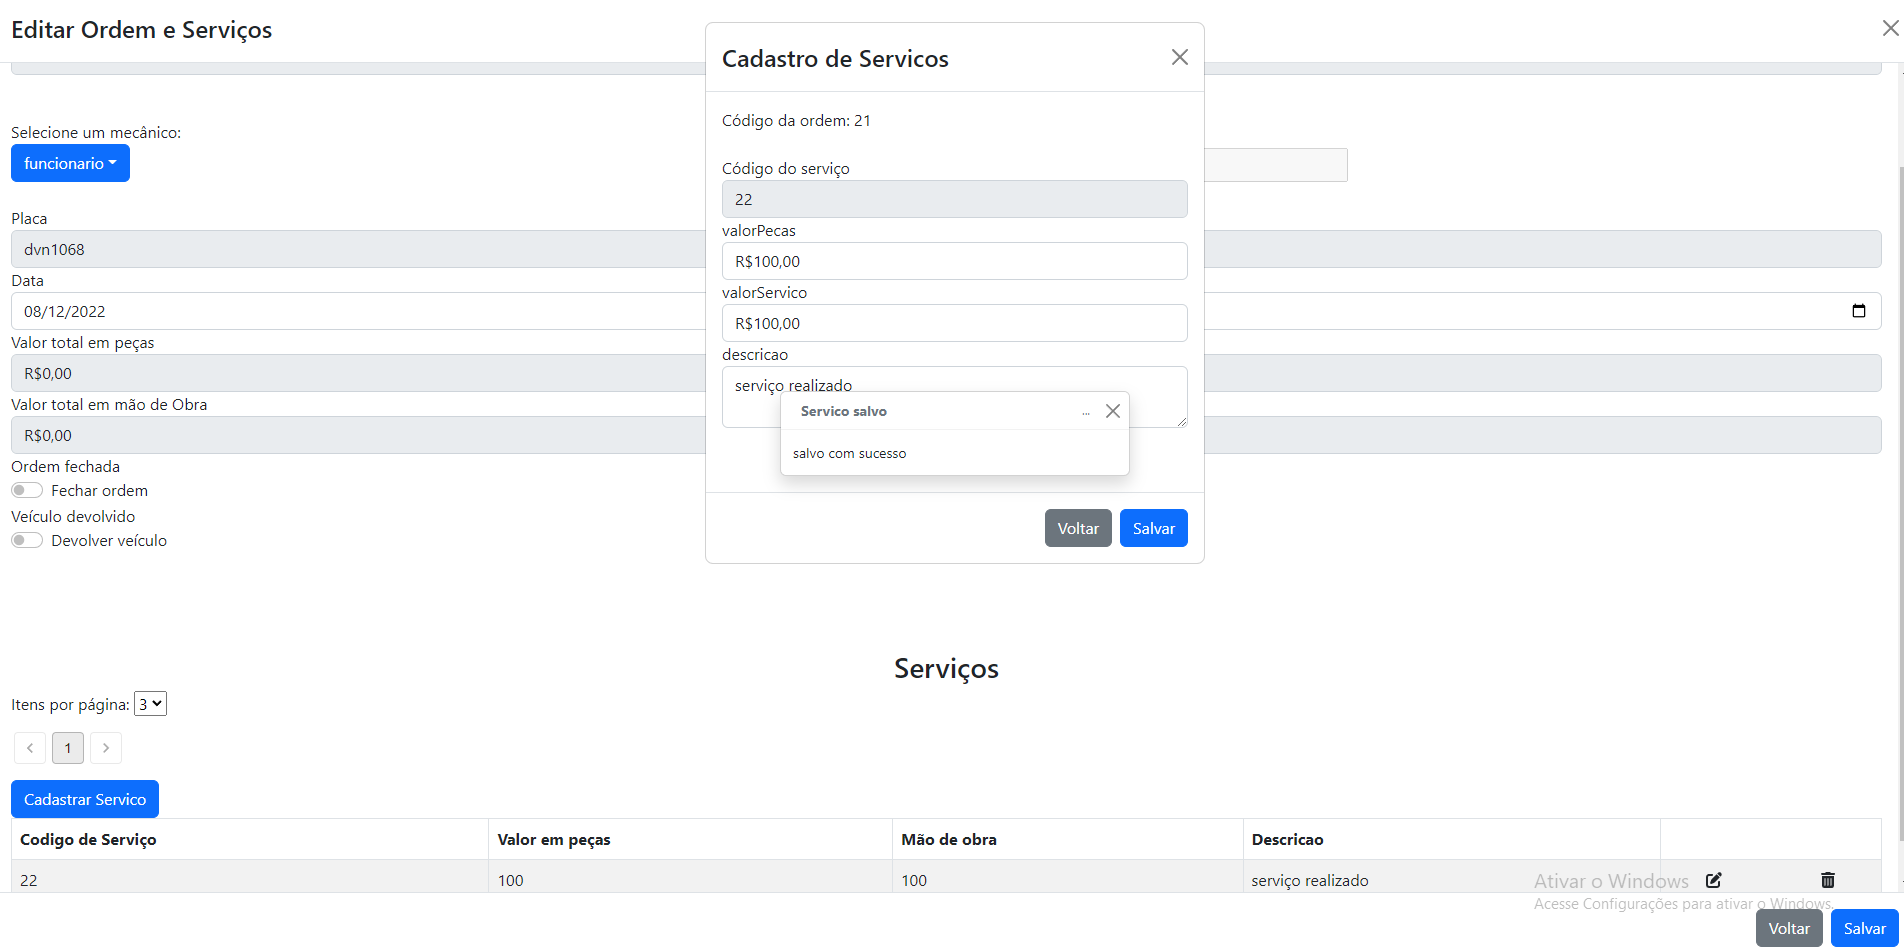 Editar Ordem e Serviços
Selecione um mecânico:
funcionario
Placa
dvn1068
Data
08/12/2022
Valor total em peças
R$0,00
Valor total em mão de Obra
R$0,00
Ordem fechada
Fechar ordem
Veículo devolvido
Devolver veículo
Cadastro de Servicos
Código da ordem: 21
Código do serviço
22
valorPecas
R$100,00
valorServico
R$100,00
descricao
serviço realizado
Servico salvo ...
salvo com sucesso
Voltar Salvar
Serviços
Itens por página: 3
1
Cadastrar Servico
Codigo de Serviço Valor em peças Mão de obra Descricao
22 100 100 serviço realizado
Ativar o Windows
Acesse Configurações para ativar o Windows.
Voltar Salvar